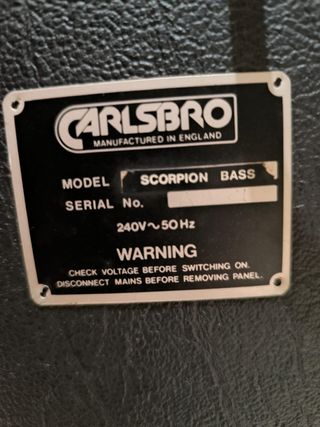 CARLSBRO
MANUFACTURED IN ENGLAND
MODEL SCORPION BASS
SERIAL No.
240V~50Hz
WARNING
CHECK VOLTAGE BEFORE SWITCHING ON.
DISCONNECT MAINS BEFORE REMOVING PANEL.